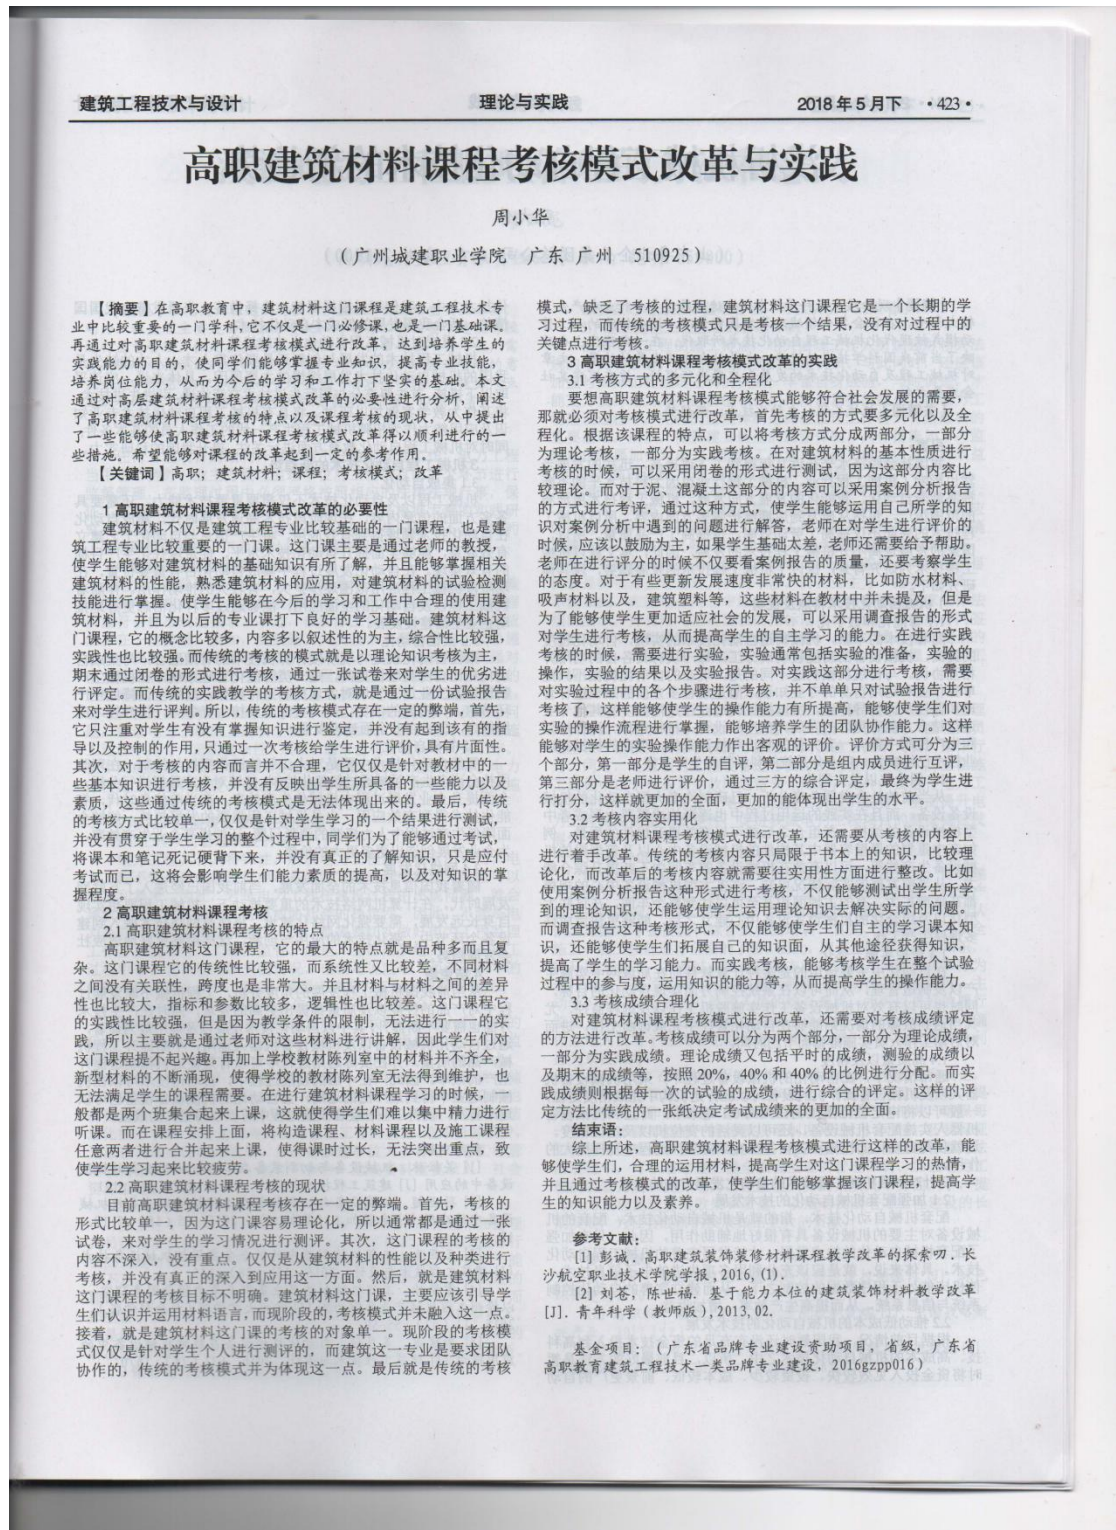 建筑工程技术与设计
理论与实践
2018年5月下 ·423·
高职建筑材料课程考核模式改革与实践
周小华
(广州城建职业学院 广东 广州 510925)
【摘要】在高职教育中，建筑材料这门课程是建筑工程技术专
业中比较重要的一门学科，它不仅是一门必修课，也是一门基础课。
再通过对高职建筑材料课程考核模式进行改革，达到培养学生的
实践能力的目的，使同学们能够掌握专业知识，提高专业技能，
培养岗位能力，从而为今后的学习和工作打下坚实的基础。本文
通过对高层建筑材料课程考核模式改革的必要性进行分析，阐述
了高职建筑材料课程考核的特点以及课程考核的现状，从中提出
了一些能够使高职建筑材料课程考核模式改革得以顺利进行的一
些措施。希望能够对课程的改革起到一定的参考作用。
【关键词】高职；建筑材料；课程；考核模式；改革
1 高职建筑材料课程考核模式改革的必要性
建筑材料不仅是建筑工程专业比较基础的一门课程，也是建
筑工程专业比较重要的一门课。这门课主要是通过老师的教授，
使学生能够对建筑材料的基础知识有所了解，并且能够掌握相关
建筑材料的性能，熟悉建筑材料的应用，对建筑材料的试验检测
技能进行掌握。使学生能够在今后的学习和工作中合理的使用建
筑材料，并且为以后的专业课打下良好的学习基础。建筑材料这
门课程，它的概念比较多，内容多以叙述性的为主，综合性比较强，
实践性也比较强。而传统的考核的模式就是以理论知识考核为主，
期末通过闭卷的形式进行考核，通过一张试卷来对学生的优劣进
行评定。而传统的实践教学的考核方式，就是通过一份试验报告
来对学生进行评判。所以，传统的考核模式存在一定的弊端，首先，
它只注重对学生有没有掌握知识进行鉴定，并没有起到该有的指
导以及控制的作用，只通过一次考核给学生进行评价，具有片面性。
其次，对于考核的内容而言并不合理，它仅仅是针对教材中的一
些基本知识进行考核，并没有反映出学生所具备的一些能力以及
素质，这些通过传统的考核模式是无法体现出来的。最后，传统
的考核方式比较单一，仅仅是针对学生学习的一个结果进行测试，
并没有贯穿于学生学习的整个过程中，同学们为了能够通过考试，
将课本和笔记死记硬背下来，并没有真正的了解知识，只是应付
考试而已，这将会影响学生们能力素质的提高，以及对知识的掌
握程度。
2 高职建筑材料课程考核
2.1 高职建筑材料课程考核的特点
高职建筑材料这门课程，它的最大的特点就是品种多而且复
杂。这门课程它的传统性比较强，而系统性又比较差，不同材料
之间没有关联性，跨度也是非常大。并且材料与材料之间的差异
性也比较大，指标和参数比较多，逻辑性也比较差。这门课程它
的实践性比较强，但是因为教学条件的限制，无法进行一一的实
践，所以主要就是通过老师对这些材料进行讲解，因此学生们对
这门课程提不起兴趣。再加上学校教材陈列室中的材料并不齐全，
新型材料的不断涌现，使得学校的教材陈列室无法得到维护，也
无法满足学生的课程需要。在进行建筑材料课程学习的时候，一
般都是两个班集合起来上课，这就使得学生们难以集中精力进行
听课。而在课程安排上面，将构造课程、材料课程以及施工课程
任意两者进行合并起来上课，使得课时过长，无法突出重点，致
使学生学习起来比较疲劳。
2.2 高职建筑材料课程考核的现状
目前高职建筑材料课程考核存在一定的弊端。首先，考核的
形式比较单一，因为这门课容易理论化，所以通常都是通过一张
试卷，来对学生的学习情况进行测评。其次，这门课程的考核的
内容不深入，没有重点。仅仅是从建筑材料的性能以及种类进行
考核，并没有真正的深入到应用这一方面。然后，就是建筑材料
这门课程的考核目标不明确。建筑材料这门课，主要应该引导学
生们认识并运用材料语言，而现阶段的，考核模式并未融入这一点。
接着，就是建筑材料这门课的考核的对象单一。现阶段的考核模
式仅仅是针对学生个人进行测评的，而建筑这一专业是要求团队
协作的，传统的考核模式并为体现这一点。最后就是传统的考核
模式，缺乏了考核的过程，建筑材料这门课程它是一个长期的学
习过程，而传统的考核模式只是考核一个结果，没有对过程中的
关键点进行考核。
3 高职建筑材料课程考核模式改革的实践
3.1 考核方式的多元化和全程化
要想高职建筑材料课程考核模式能够符合社会发展的需要，
那就必须对考核模式进行改革，首先考核的方式要多元化以及全
程化。根据该课程的特点，可以将考核方式分成两部分，一部分
为理论考核，一部分为实践考核。在对建筑材料的基本性质进行
考核的时候，可以采用闭卷的形式进行测试，因为这部分内容比
较理论。而对于泥、混凝土这部分的内容可以采用案例分析报告
的方式进行考评，通过这种方式，使学生能够运用自己所学的知
识对案例分析中遇到的问题进行解答，老师在对学生进行评价的
时候，应该以鼓励为主，如果学生基础太差，老师还需要给予帮助。
老师在进行评分的时候不仅要看案例报告的质量，还要考察学生
的态度。对于有些更新发展速度非常快的材料，比如防水材料、
吸声材料以及，建筑塑料等，这些材料在教材中并未提及，但是
为了能够使学生更加适应社会的发展，可以采用调查报告的形式
对学生进行考核，从而提高学生的自主学习的能力。在进行实践
考核的时候，需要进行实验，实验通常包括实验的准备，实验的
操作，实验的结果以及实验报告。对实践这部分进行考核，需要
对实验过程中的各个步骤进行考核，并不单单只对试验报告进行
考核了，这样能够使学生的操作能力有所提高，能够使学生们对
实验的操作流程进行掌握，能够培养学生的团队协作能力。这样
能够对学生的实验操作能力作出客观的评价。评价方式可分为三
个部分，第一部分是学生的自评，第二部分是组内成员进行互评，
第三部分是老师进行评价，通过三方的综合评定，最终为学生进
行打分，这样就更加的全面，更加的能体现出学生的水平。
3.2 考核内容实用化
对建筑材料课程考核模式进行改革，还需要从考核的内容上
进行着手改革。传统的考核内容只局限于书本上的知识，比较理
论化，而改革后的考核内容就需要往实用性方面进行整改。比如
使用案例分析报告这种形式进行考核，不仅能够测试出学生所学
到的理论知识，还能够使学生运用理论知识去解决实际的问题。
而调查报告这种考核形式，不仅能够使学生们自主的学习课本知
识，还能够使学生们拓展自己的知识面，从其他途径获得知识，
提高了学生的学习能力。而实践考核，能够考核学生在整个试验
过程中的参与度，运用知识的能力等，从而提高学生的操作能力。
3.3 考核成绩合理化
对建筑材料课程考核模式进行改革，还需要对考核成绩评定
的方法进行改革。考核成绩可以分为两个部分，一部分为理论成绩，
一部分为实践成绩。理论成绩又包括平时的成绩，测验的成绩以
及期末的成绩等，按照 20%，40% 和 40% 的比例进行分配。而实
践成绩则根据每一次的试验的成绩，进行综合的评定。这样的评
定方法比传统的一张纸决定考试成绩来的更加的全面。
结束语：
综上所述，高职建筑材料课程考核模式进行这样的改革，能
够使学生们，合理的运用材料，提高学生对这门课程学习的热情，
并且通过考核模式的改革，使学生们能够掌握该门课程，提高学
生的知识能力以及素养。
参考文献：
[1] 彭诚．高职建筑装饰装修材料课程教学改革的探索叨．长
沙航空职业技术学院学报，2016，(1)．
[2] 刘荅，陈世福．基于能力本位的建筑装饰材料教学改革
[J]．青年科学（教师版），2013，02．
基金项目：（广东省品牌专业建设资助项目，省级，广东省
高职教育建筑工程技术一类品牌专业建设，2016gzpp016）